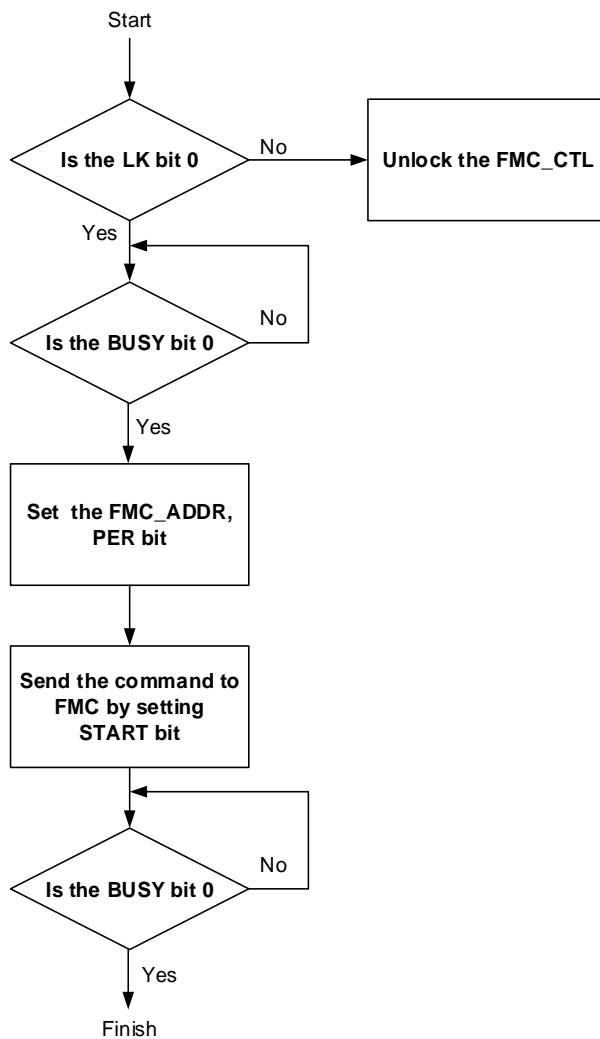 Start
Is the LK bit 0
No
Unlock the FMC_CTL
Yes
No
Is the BUSY bit 0
Yes
Set the FMC_ADDR,
PER bit
Send the command to
FMC by setting
START bit
No
Is the BUSY bit 0
Yes
Finish